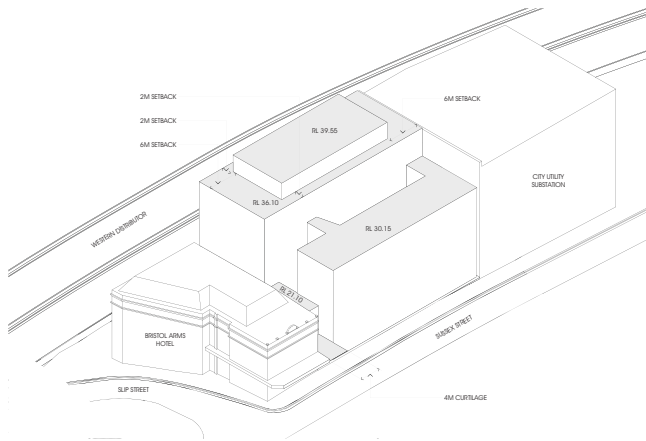 2M SETBACK
6M SETBACK
2M SETBACK
RL 39.55
6M SETBACK
CITY UTILITY
SUBSTATION
RL 36.10
WESTERN DISTRIBUTOR
RL 30.15
RL 21.10
BRISTOL ARMS
HOTEL
SUSSEX STREET
SLIP STREET
4M CURTILAGE